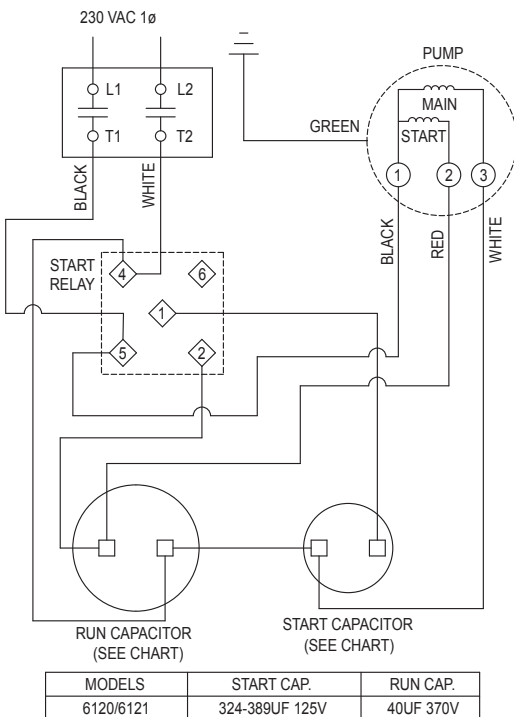 230 VAC 1ø
L1
L2
T1
T2
BLACK
WHITE
GREEN
PUMP
MAIN
START
1
2
3
BLACK
RED
WHITE
START
RELAY
4
6
1
5
2
RUN CAPACITOR
(SEE CHART)
START CAPACITOR
(SEE CHART)
MODELS START CAP. RUN CAP.
6120/6121 324-389UF 125V 40UF 370V